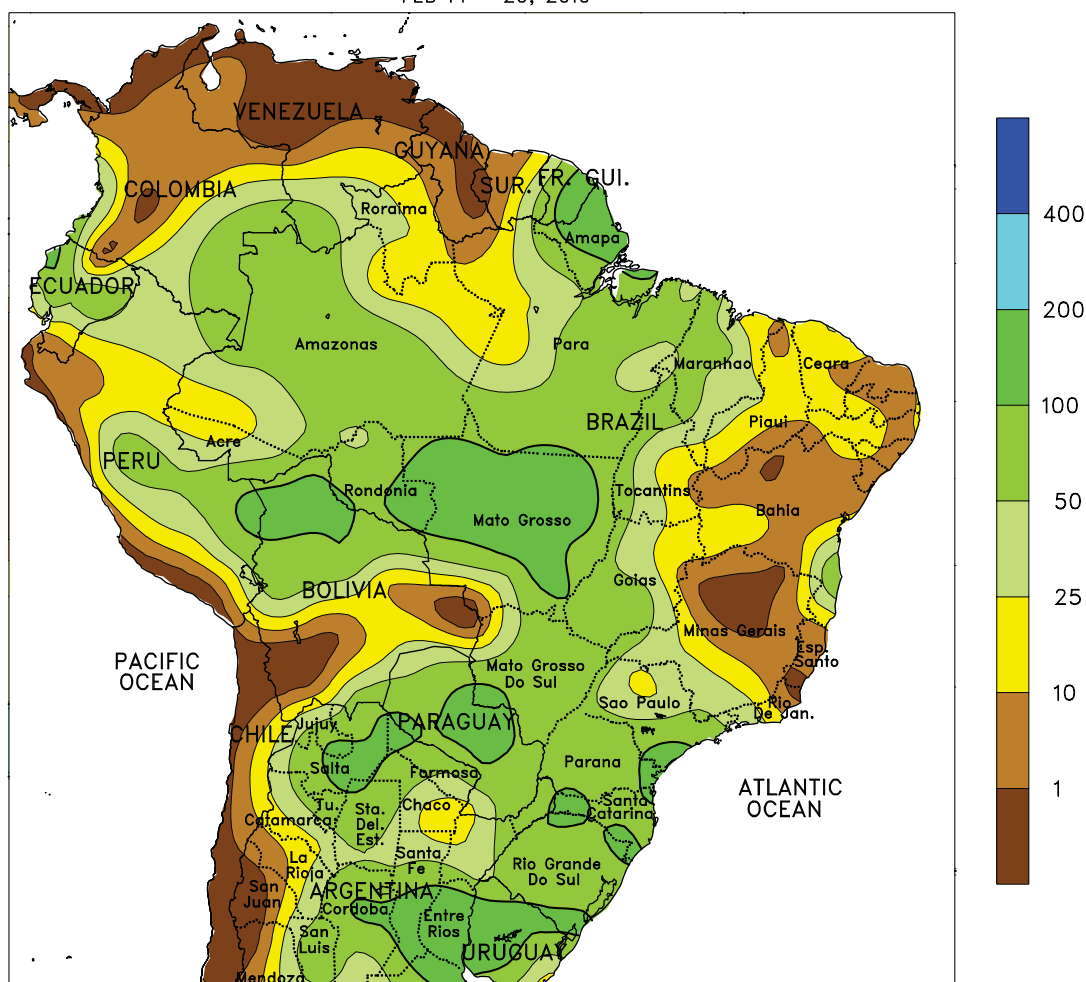 VENEZUELA
GUYANA
COLOMBIA
SUR.
FR. GUI.
Roraima
Amapa
ECUADOR
Amazonas
Para
Maranhao
Ceara
BRAZIL
Piaui
Acre
PERU
Rondonia
Tocantins
Mato Grosso
Bahia
Goias
BOLIVIA
Minas Gerais
Esp.
Santo
PACIFIC
OCEAN
Mato Grosso
Do Sul
Sao Paulo
Rio
De Jan.
CHILE
Jujuy
PARAGUAY
Salta
Formosa
Parana
ATLANTIC
OCEAN
Tu.
Catamarca
Sta.
Del.
Est.
Chaco
Santa
Catarina
La
Rioja
Santa
Fe
Rio Grande
Do Sul
San
Juan
ARGENTINA
Cordoba
Entre
Rios
San
Luis
URUGUAY
Mendoza
400
200
100
50
25
10
1